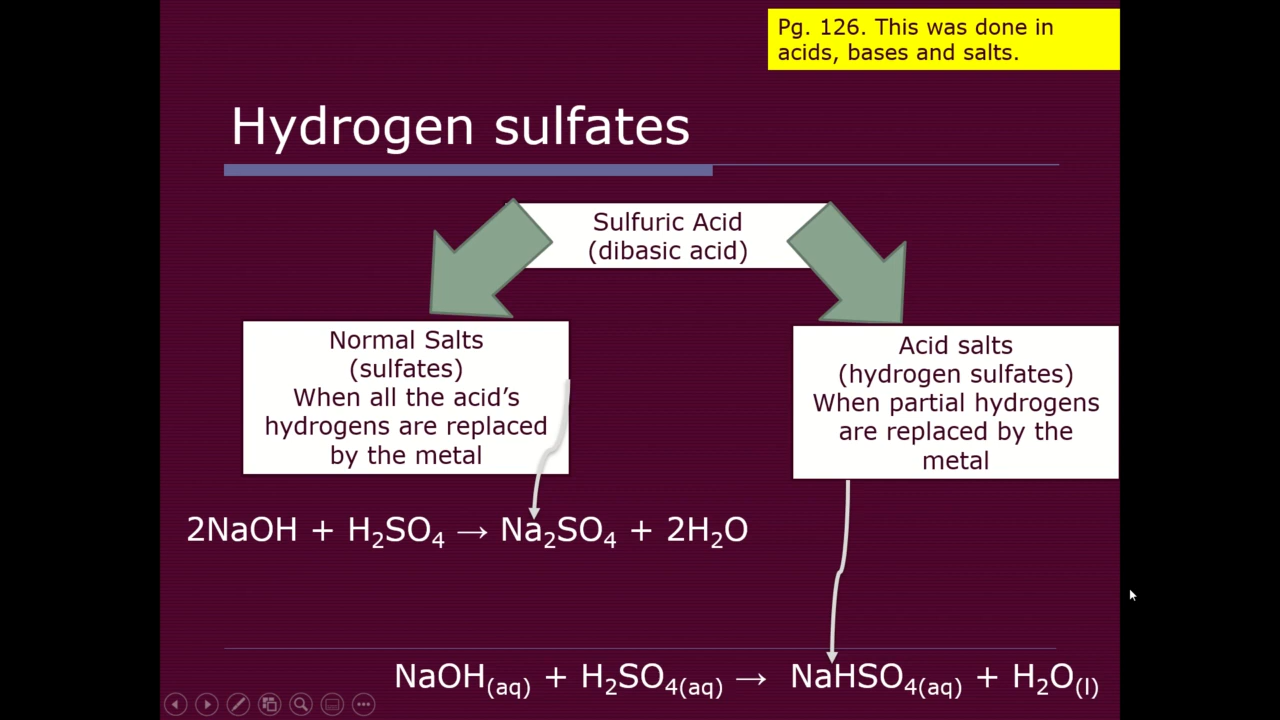 Pg. 126. This was done in
acids, bases and salts.
Hydrogen sulfates
Sulfuric Acid
(dibasic acid)
Normal Salts
(sulfates)
When all the acid’s
hydrogens are replaced
by the metal
Acid salts
(hydrogen sulfates)
When partial hydrogens
are replaced by the
metal
2NaOH + H₂SO₄ → Na₂SO₄ + 2H₂O
NaOH(aq) + H₂SO₄(aq) → NaHSO₄(aq) + H₂O(l)